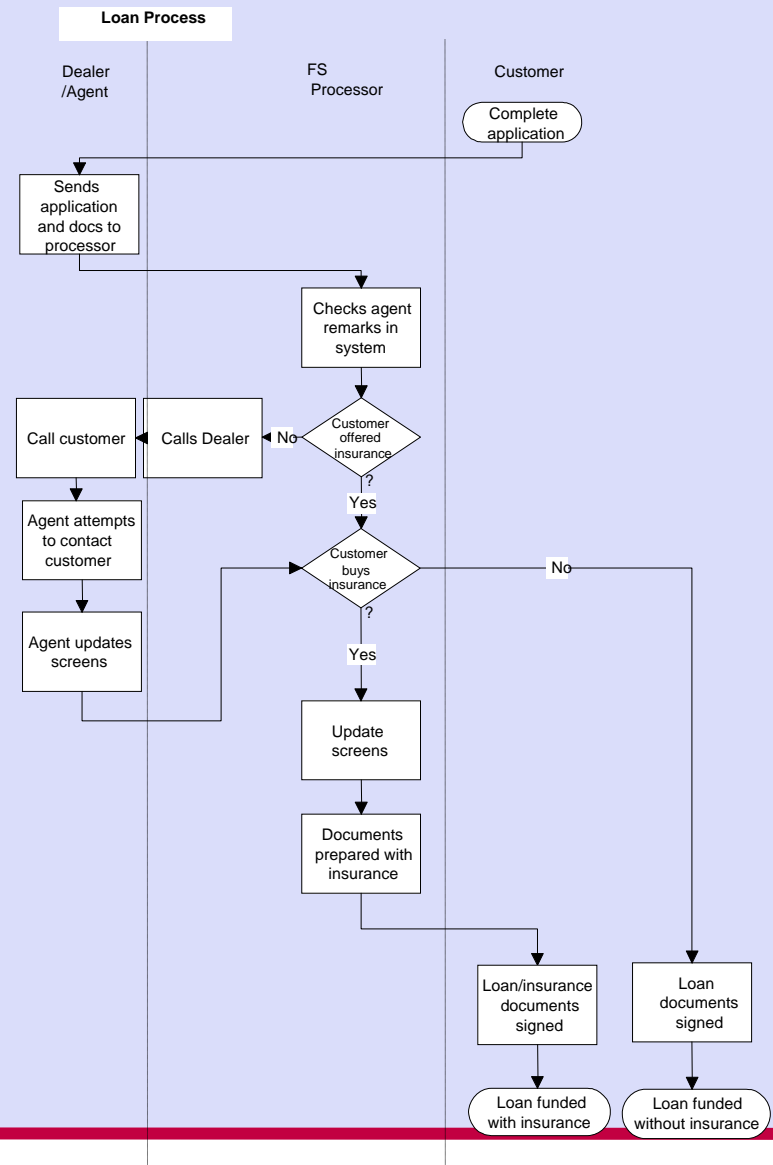 Loan Process
Dealer
/Agent
FS
Processor
Customer
Complete
application
Sends
application
and docs to
processor
Checks agent
remarks in
system
Customer
offered
insurance
?
No
Calls Dealer
Call customer
Yes
Agent attempts
to contact
customer
Customer
buys
insurance
?
No
Agent updates
screens
Yes
Update
screens
Documents
prepared with
insurance
Loan/insurance
documents
signed
Loan
documents
signed
Loan funded
with insurance
Loan funded
without insurance